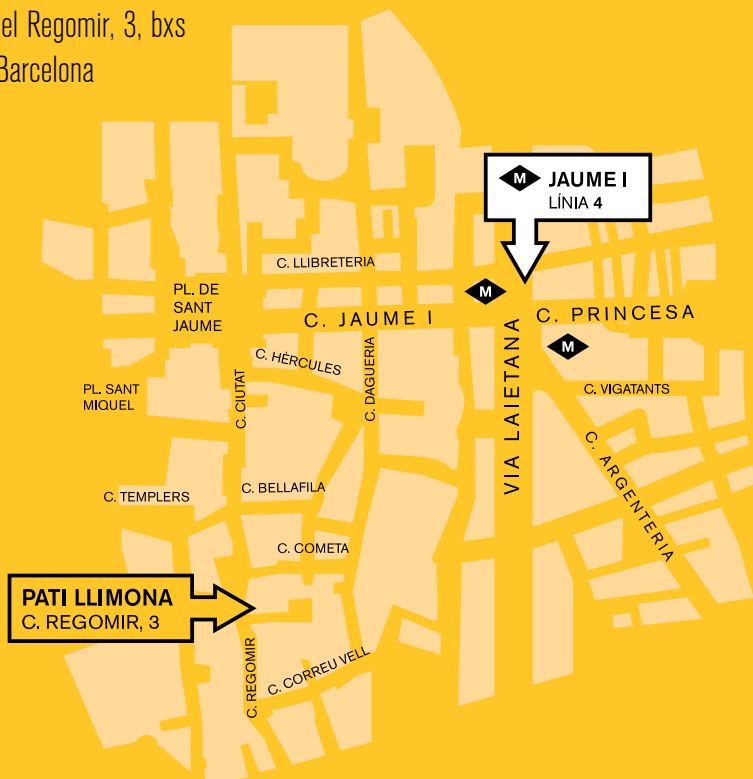 el Regomir, 3, bxs
Barcelona
M JAUME I
LÍNIA 4
C. LLIBRETERIA
M
PL. DE
SANT
JAUME
C. JAUME I
C. PRINCESA
M
C. HÈRCULES
C. DAGUERIA
VIA LAIETANA
PL. SANT
MIQUEL
C. CIUTAT
C. VIGATANTS
C. ARGENTERIA
C. TEMPLERS
C. BELLAFILA
C. COMETA
PATI LLIMONA
C. REGOMIR, 3
C. REGOMIR
C. CORREU VELL